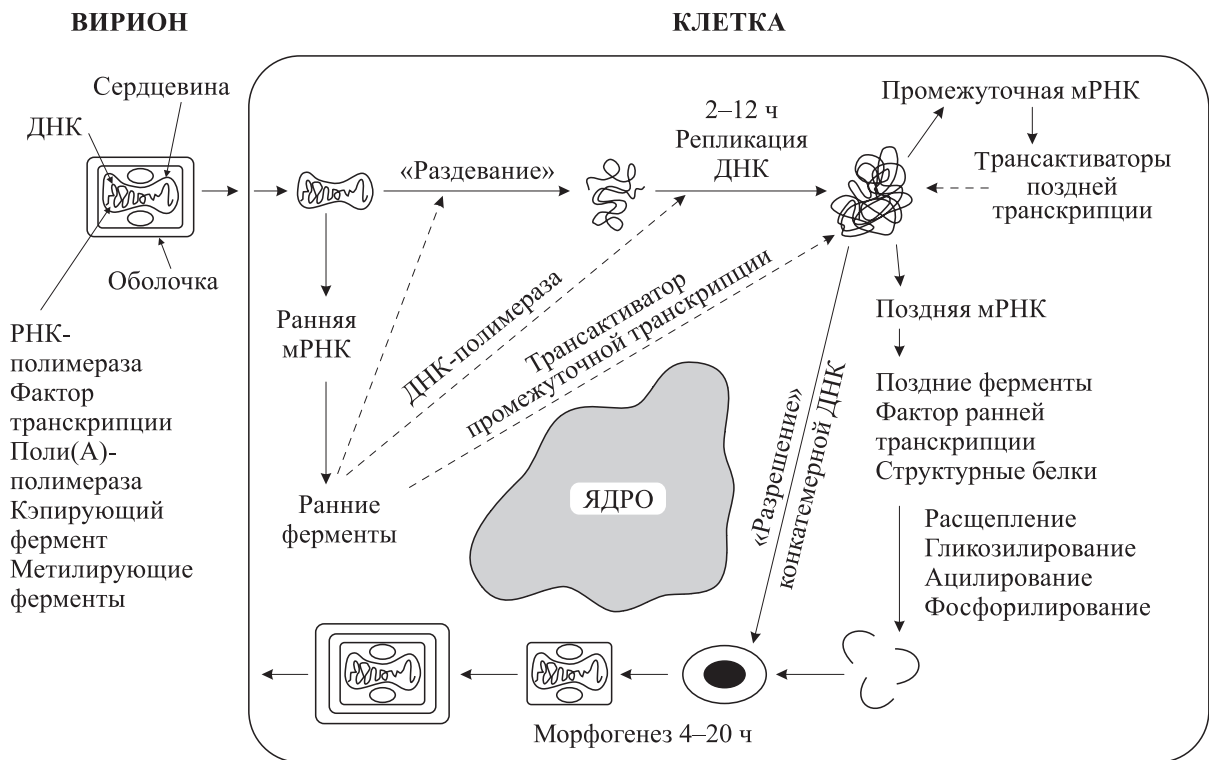 ВИРИОН
КЛЕТКА
Сердцевина
ДНК
Оболочка
РНК-
полимераза
Фактор
транскрипции
Поли(А)-
полимераза
Кэпирующий
фермент
Метилирующие
ферменты
«Раздевание»
2–12 ч
Репликация
ДНК
Промежуточная мРНК
Трансактиваторы
поздней
транскрипции
Ранняя
мРНК
Ранние
ферменты
ДНК-полимераза
Трансактиватор
промежуточной транскрипции
ЯДРО
«Разрешение»
конкатемерной ДНК
Поздняя мРНК
Поздние ферменты
Фактор ранней
транскрипции
Структурные белки
Расщепление
Гликозилирование
Ацилирование
Фосфорилирование
Морфогенез 4–20 ч